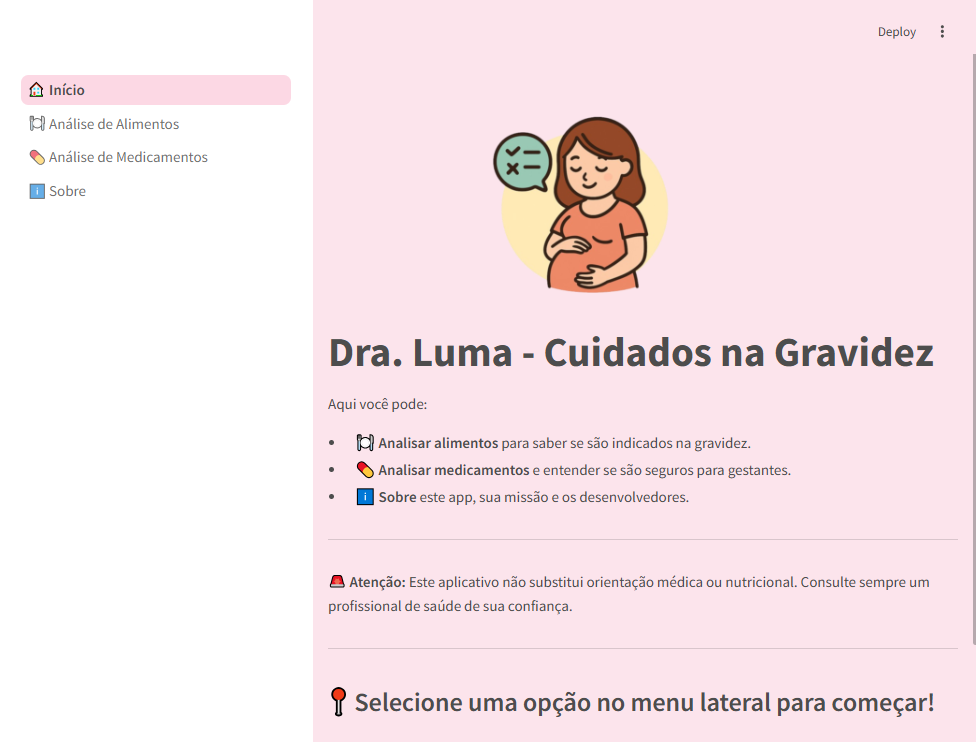 Deploy
Início
Análise de Alimentos
Análise de Medicamentos
Sobre
Dra. Luma - Cuidados na Gravidez
Aqui você pode:
Analisar alimentos para saber se são indicados na gravidez.
Analisar medicamentos e entender se são seguros para gestantes.
Sobre este app, sua missão e os desenvolvedores.
Atenção: Este aplicativo não substitui orientação médica ou nutricional. Consulte sempre um
profissional de saúde de sua confiança.
Selecione uma opção no menu lateral para começar!